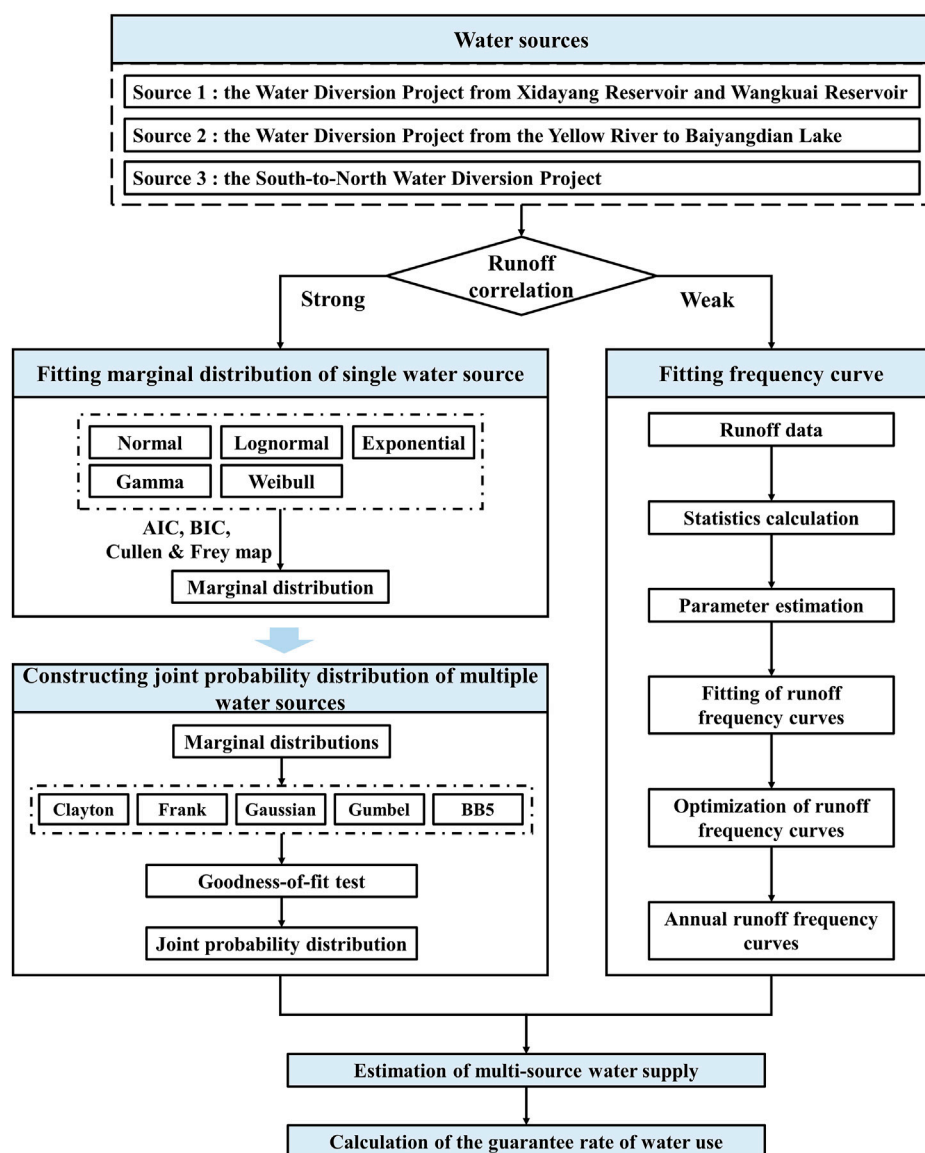 Water sources
Source 1 : the Water Diversion Project from Xidayang Reservoir and Wangkuai Reservoir
Source 2 : the Water Diversion Project from the Yellow River to Baiyangdian Lake
Source 3 : the South-to-North Water Diversion Project
Runoff
correlation
Strong
Weak
Fitting marginal distribution of single water source
Normal
Lognormal
Exponential
Gamma
Weibull
AIC, BIC,
Cullen & Frey map
Marginal distribution
Constructing joint probability distribution of multiple
water sources
Marginal distributions
Clayton
Frank
Gaussian
Gumbel
BB5
Goodness-of-fit test
Joint probability distribution
Fitting frequency curve
Runoff data
Statistics calculation
Parameter estimation
Fitting of runoff
frequency curves
Optimization of runoff
frequency curves
Annual runoff frequency
curves
Estimation of multi-source water supply
Calculation of the guarantee rate of water use